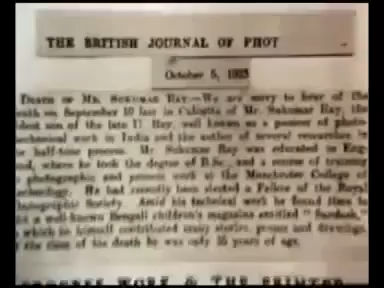 THE BRITISH JOURNAL OF PHOT
October 5, 1923
DEATH OF MR. SUKUMAR RAY.—We are sorry to hear of the
death on September 10 last in Calcutta of Mr. Sukumar Ray, the
eldest son of the late U. Ray, well known as a pioneer of photo-
mechanical work in India and the author of several researches in
half-tone process. Mr. Sukumar Ray was educated in Eng-
where he took the degree of B.Sc., and a course of training
photographic and process work at the Manchester College of
Technology. He had recently been elected a Fellow of the Royal
Photographic Society. Amid his technical work he found time to
a well-known Bengali children's magazine entitled "Sandesh,"
which he himself contributed many stories, poems and drawings.
the time of his death he was only 35 years of age.
PROCESS WORK & THE PRINTER